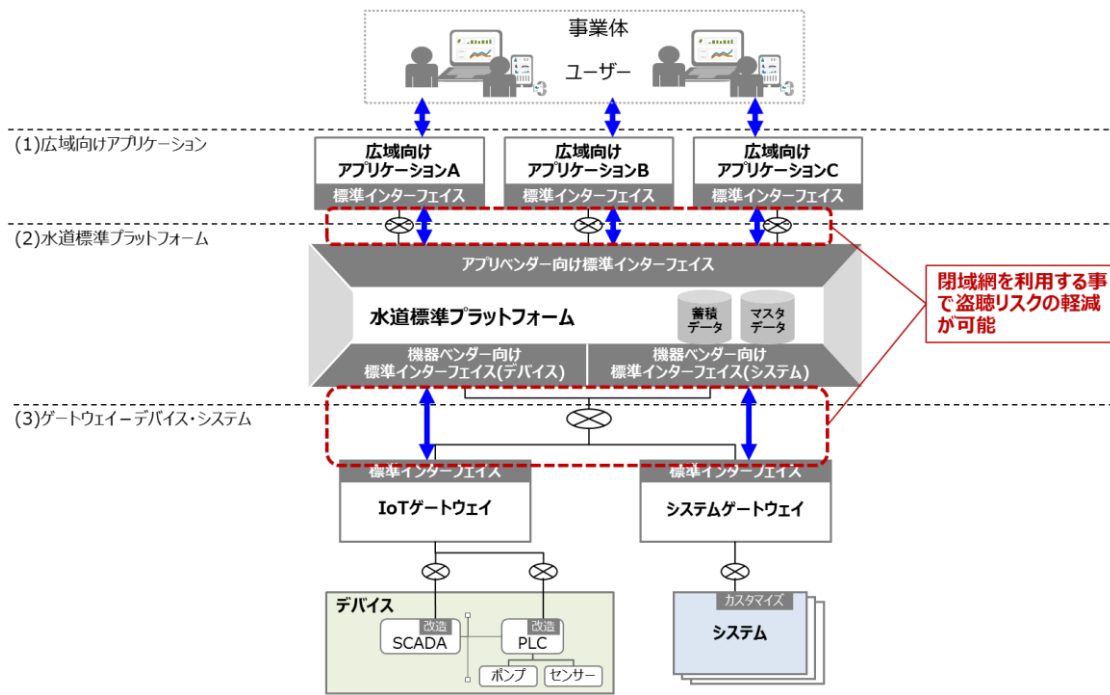 事業体
ユーザー
(1)広域向けアプリケーション
広域向け
アプリケーションA
標準インターフェイス
広域向け
アプリケーションB
標準インターフェイス
広域向け
アプリケーションC
標準インターフェイス
(2)水道標準プラットフォーム
アプリベンダー向け標準インターフェイス
水道標準プラットフォーム
蓄積
データ
マスタ
データ
機器ベンダー向け
標準インターフェイス(デバイス)
機器ベンダー向け
標準インターフェイス(システム)
閉域網を利用する事
で盗聴リスクの軽減
が可能
(3)ゲートウェイ－デバイス・システム
標準インターフェイス
IoTゲートウェイ
標準インターフェイス
システムゲートウェイ
デバイス
改造
SCADA
改造
PLC
ポンプ
センサー
カスタマイズ
システム